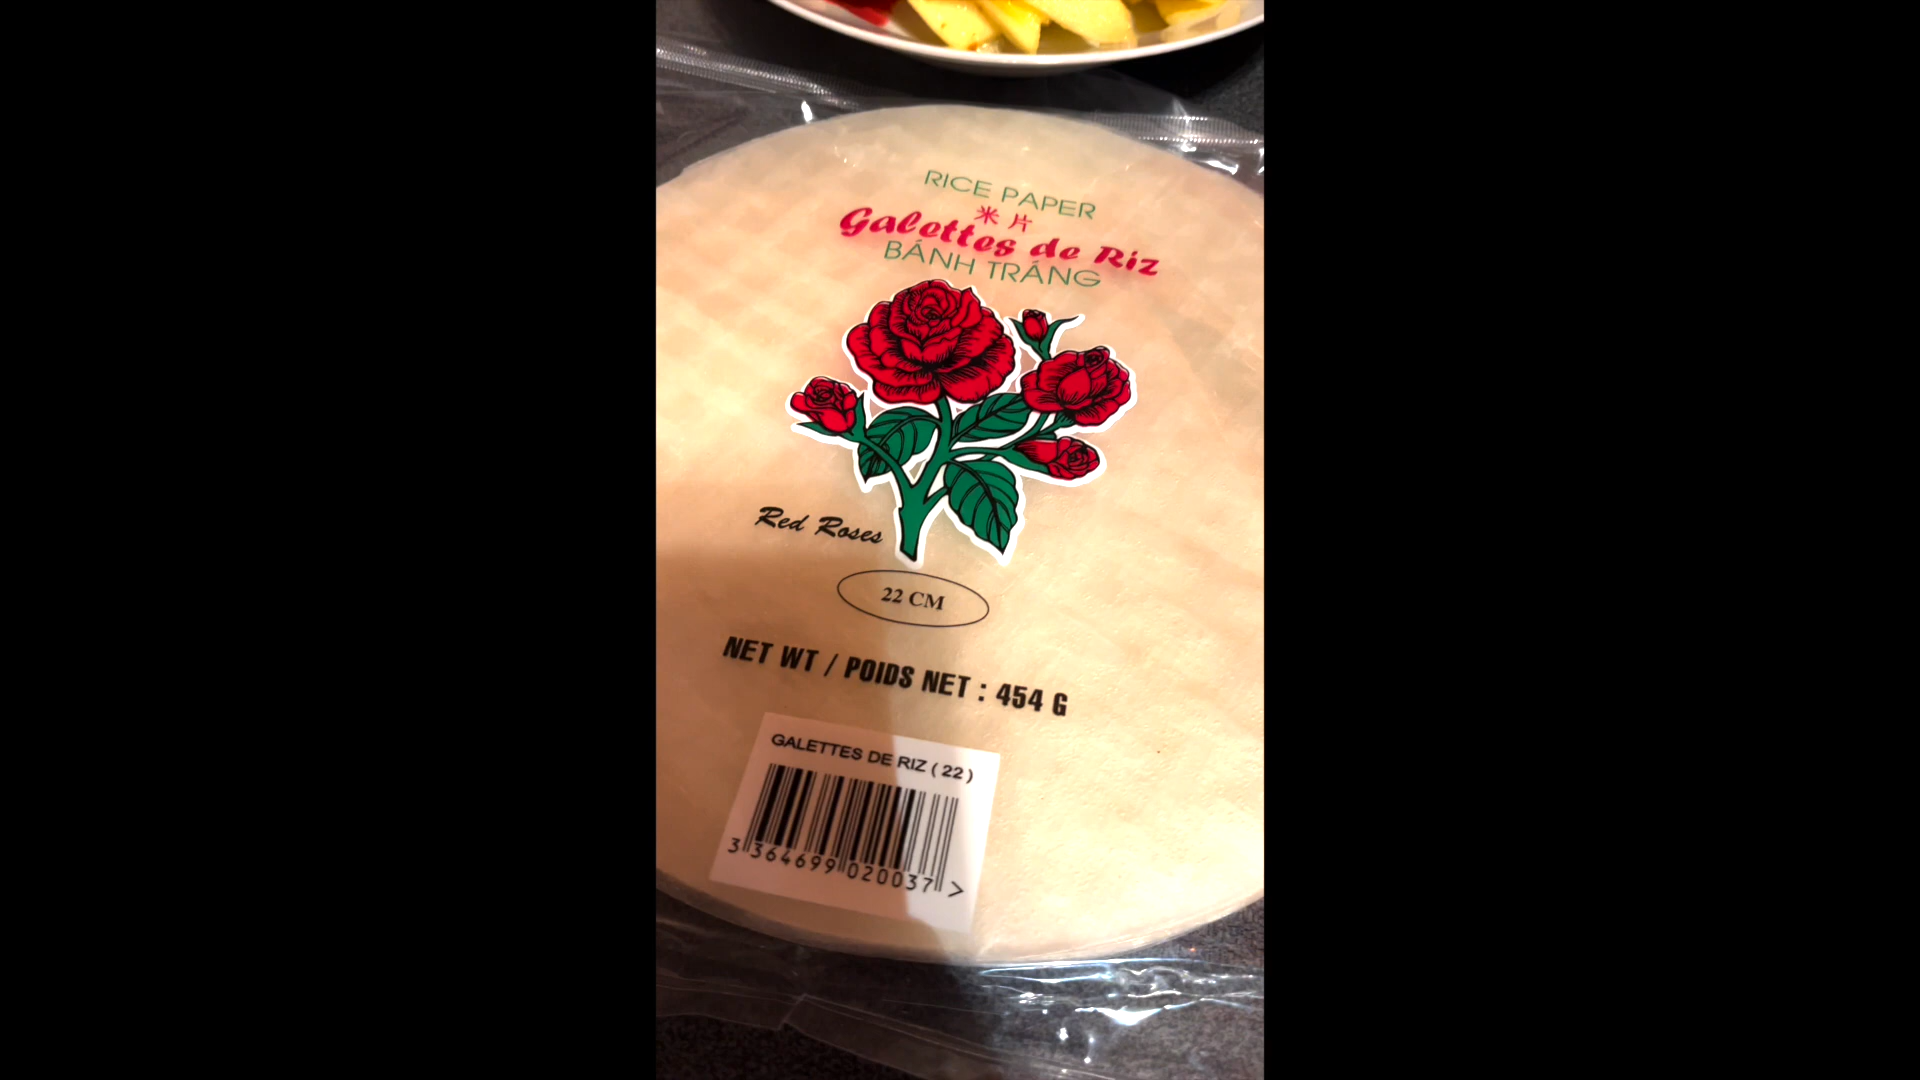 RICE PAPER
米片
Galettes de Riz
BÁNH TRÁNG
Red Roses
22 CM
NET WT / POIDS NET : 454 G
GALETTES DE RIZ ( 22 )
3 364699 020037 >